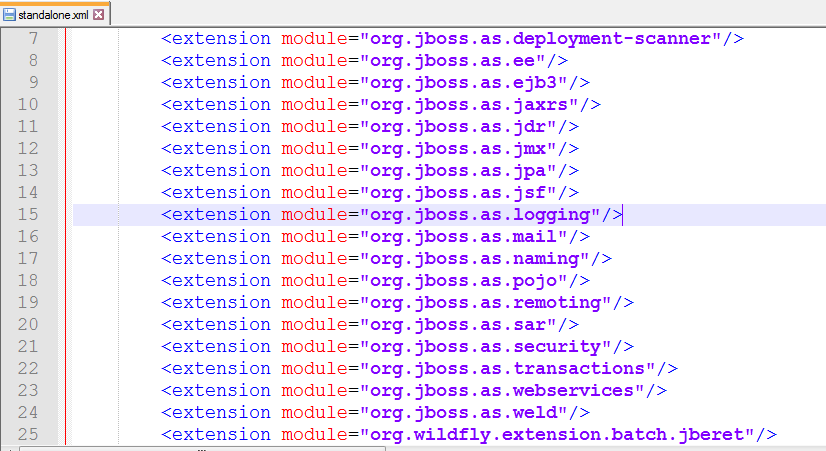 standalone.xml
7 <extension module="org.jboss.as.deployment-scanner"/>
8 <extension module="org.jboss.as.ee"/>
9 <extension module="org.jboss.as.ejb3"/>
10 <extension module="org.jboss.as.jaxrs"/>
11 <extension module="org.jboss.as.jdr"/>
12 <extension module="org.jboss.as.jmx"/>
13 <extension module="org.jboss.as.jpa"/>
14 <extension module="org.jboss.as.jsf"/>
15 <extension module="org.jboss.as.logging"/>
16 <extension module="org.jboss.as.mail"/>
17 <extension module="org.jboss.as.naming"/>
18 <extension module="org.jboss.as.pojo"/>
19 <extension module="org.jboss.as.remoting"/>
20 <extension module="org.jboss.as.sar"/>
21 <extension module="org.jboss.as.security"/>
22 <extension module="org.jboss.as.transactions"/>
23 <extension module="org.jboss.as.webservices"/>
24 <extension module="org.jboss.as.weld"/>
25 <extension module="org.wildfly.extension.batch.jberet"/>